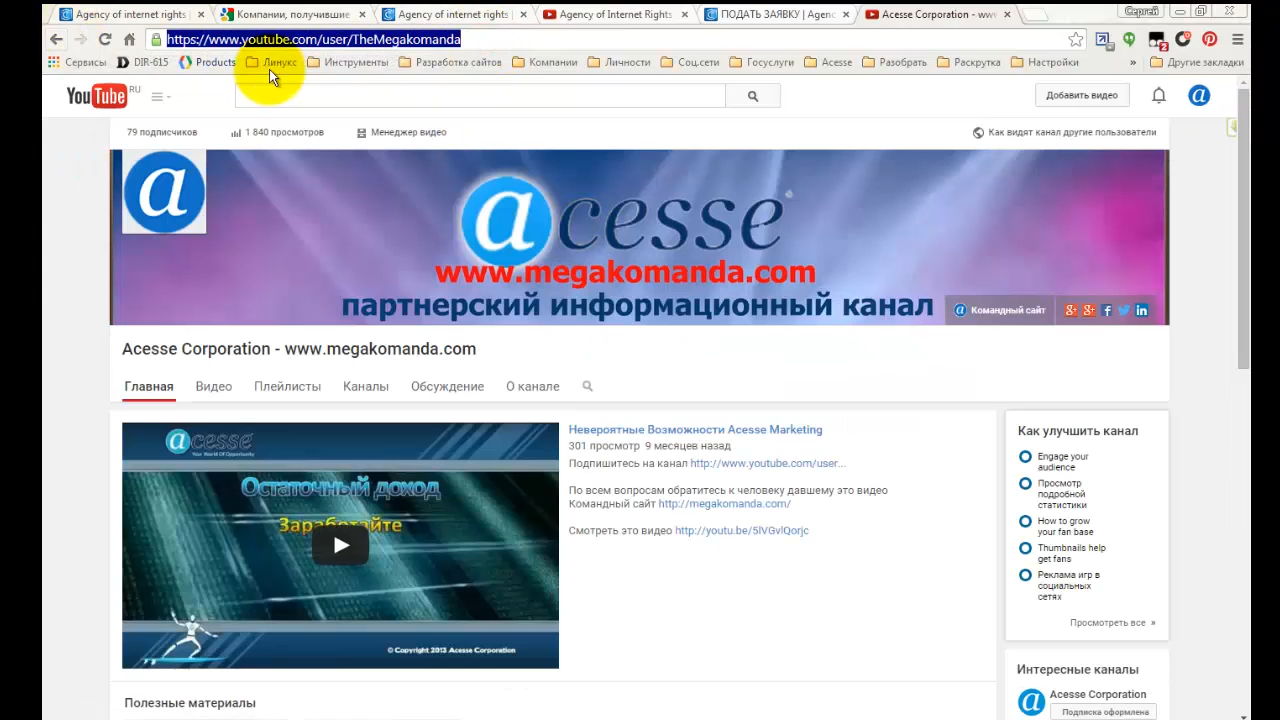 Agency of internet rights
Компании, получившие
Agency of internet rights
Agency of Internet Rights
ПОДАТЬ ЗАЯВКУ | Agenc
Acesse Corporation - www
Сергей
https://www.youtube.com/user/TheMegakomanda
Сервисы
DIR-615
Products
Линукс
Инструменты
Разработка сайтов
Компании
Личности
Соц.сети
Госуслуги
Acesse
Разобрать
Раскрутка
Настройки
»
Другие закладки
YouTube RU
Добавить видео
79 подписчиков
1 840 просмотров
Менеджер видео
Как видят канал другие пользователи
a
acesse
www.megakomanda.com
партнерский информационный канал
Командный сайт
Acesse Corporation - www.megakomanda.com
Главная
Видео
Плейлисты
Каналы
Обсуждение
О канале
acesse
Your World Of Opportunity
Остаточный доход
Заработайте
© Copyright 2013 Acesse Corporation
Невероятные Возможности Acesse Marketing
301 просмотр 9 месяцев назад
Подпишитесь на канал http://www.youtube.com/user...
По всем вопросам обратитесь к человеку давшему это видео
Командный сайт http://megakomanda.com/
Смотреть это видео http://youtu.be/5lVGvlQorjc
Как улучшить канал
Engage your
audience
Просмотр
подробной
статистики
How to grow
your fan base
Thumbnails help
get fans
Реклама игр в
социальных
сетях
Просмотреть все »
Интересные каналы
Acesse Corporation
Подписка оформлена
Полезные материалы